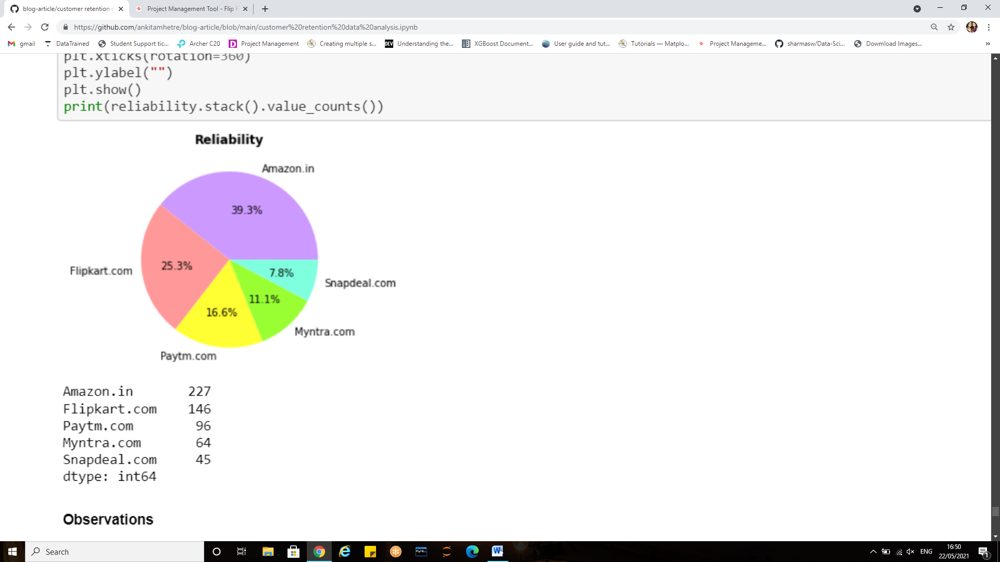 blog-article/customer retention
Project Management Tool - Flip
https://github.com/ankitamhetre/blog-article/blob/main/customer%20retention%20data%20analysis.ipynb
gmail DataTrained Student Support tic... Archer C20 Project Management Creating multiple s... DEV Understanding the... XGBoost Document... User guide and tut... Tutorials — Matplo... Project Manageme... sharmasw/Data-Sci... Dowmload Images... »
plt.xticks(rotation=360)
plt.ylabel("")
plt.show()
print(reliability.stack().value_counts())
Reliability
Amazon.in
39.3%
Flipkart.com
25.3%
7.8%
Snapdeal.com
11.1%
16.6%
Myntra.com
Paytm.com
Amazon.in 227
Flipkart.com 146
Paytm.com 96
Myntra.com 64
Snapdeal.com 45
dtype: int64
Observations
Search
ENG
16:50
22/05/2021
1